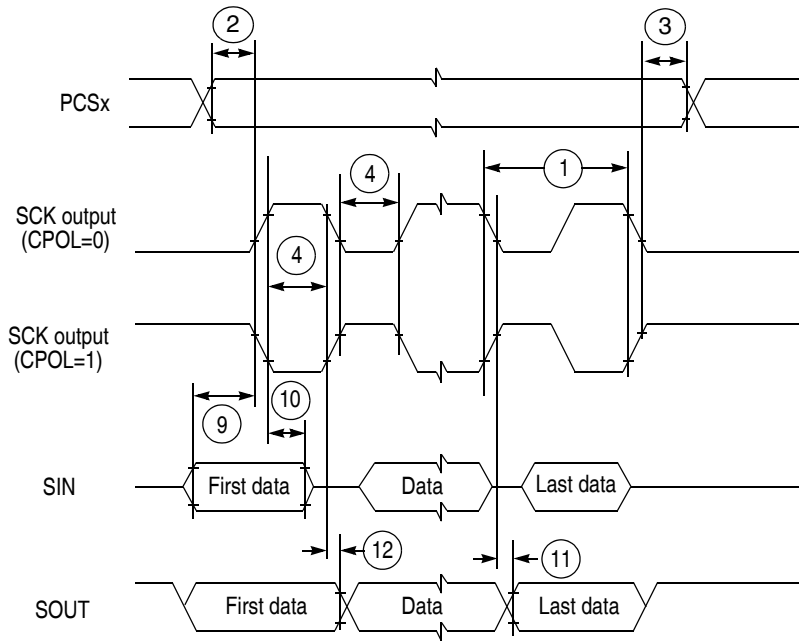 2
3
PCSx
4
1
SCK output
(CPOL=0)
4
SCK output
(CPOL=1)
9
10
SIN
First data
Data
Last data
12
11
SOUT
First data
Data
Last data